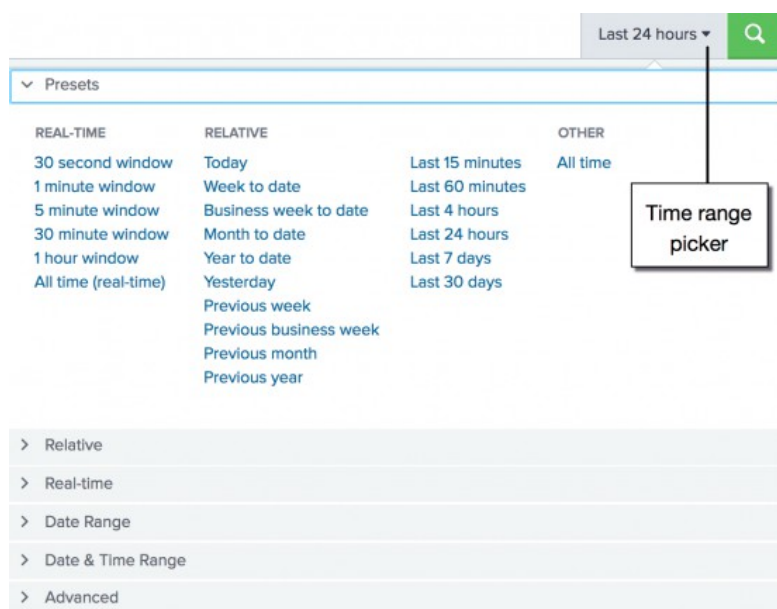 Last 24 hours
Presets
REAL-TIME
30 second window
1 minute window
5 minute window
30 minute window
1 hour window
All time (real-time)
RELATIVE
Today
Week to date
Business week to date
Month to date
Year to date
Yesterday
Previous week
Previous business week
Previous month
Previous year
Last 15 minutes
Last 60 minutes
Last 4 hours
Last 24 hours
Last 7 days
Last 30 days
OTHER
All time
Time range
picker
Relative
Real-time
Date Range
Date & Time Range
Advanced